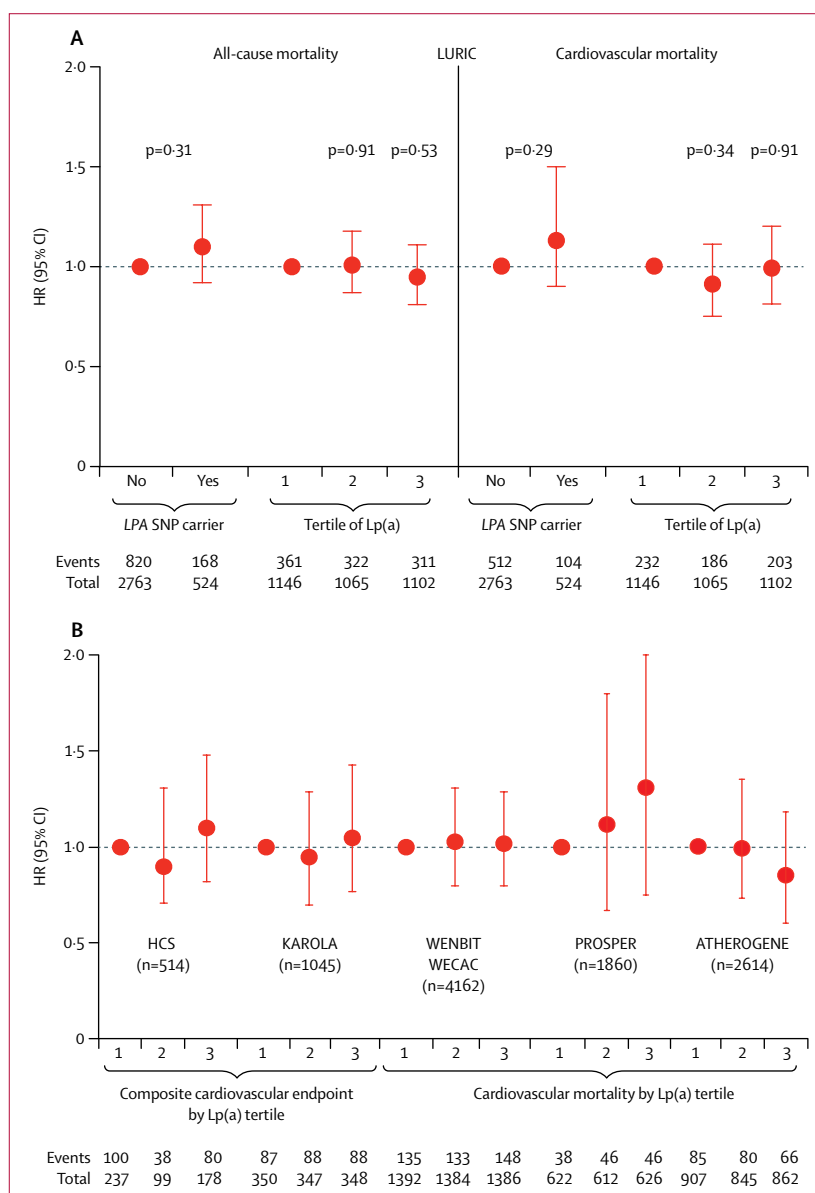 A
All-cause mortality LURIC Cardiovascular mortality
2·0
p=0·31 p=0·91 p=0·53 p=0·29 p=0·34 p=0·91
1·5
HR (95% CI)
1·0
0·5
0
No Yes 1 2 3 No Yes 1 2 3
LPA SNP carrier Tertile of Lp(a) LPA SNP carrier Tertile of Lp(a)
Events 820 168 361 322 311 512 104 232 186 203
Total 2763 524 1146 1065 1102 2763 524 1146 1065 1102
B
2·0
1·5
HR (95% CI)
1·0
0·5
HCS KAROLA WENBIT PROSPER ATHEROGENE
(n=514) (n=1045) WECAC (n=1860) (n=2614)
(n=4162)
0
1 2 3 1 2 3 1 2 3 1 2 3 1 2 3
Composite cardiovascular endpoint Cardiovascular mortality by Lp(a) tertile
by Lp(a) tertile
Events 100 38 80 87 88 88 135 133 148 38 46 46 85 80 66
Total 237 99 178 350 347 348 1392 1384 1386 622 612 626 907 845 862